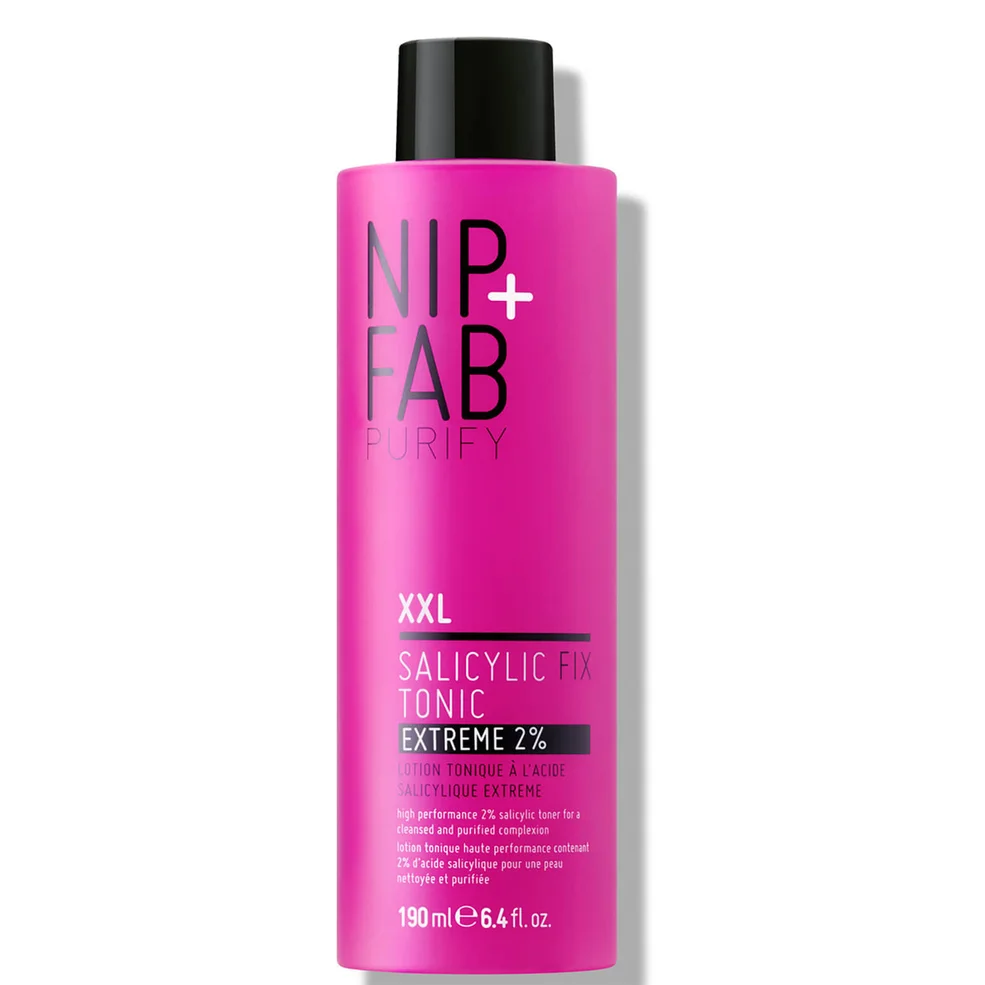 NIP+
FAB
PURIFY
XXL
SALICYLIC FIX
TONIC
EXTREME 2%
LOTION TONIQUE À L'ACIDE
SALICYLIQUE EXTREME
high performance 2% salicylic toner for a
cleansed and purified complexion
lotion tonique haute performance contenant
2% d'acide salicylique pour une peau
nettoyée et purifiée
190 ml ℮ 6.4 fl. oz.